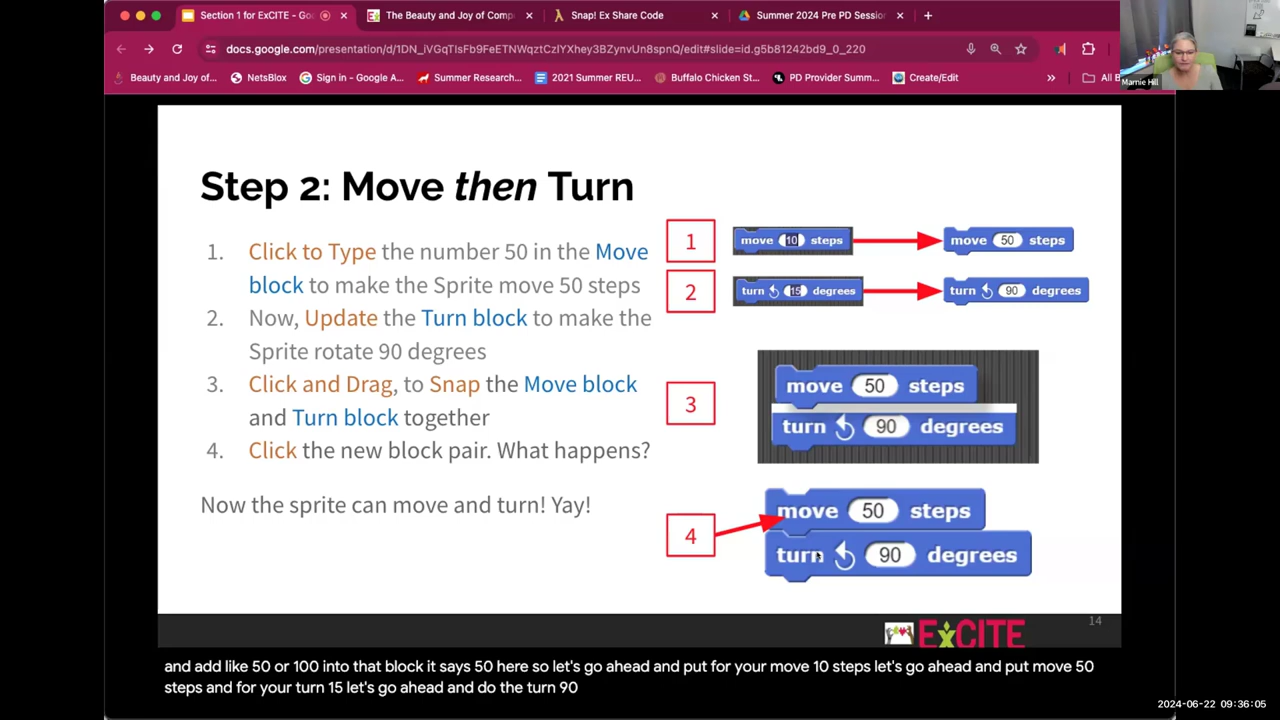 Section 1 for ExCITE - Goo
The Beauty and Joy of Comp
Snap! Ex Share Code
Summer 2024 Pre PD Sessio
docs.google.com/presentation/d/1DN_iVGqTIsFb9FeETNWqztCzIYXhey3BZynvUn8spnQ/edit#slide=id.g5b81242bd9_0_220
Beauty and Joy of...
NetsBlox
Sign in - Google A...
Summer Research...
2021 Summer REU...
Buffalo Chicken St...
PD Provider Summ...
Create/Edit
»
All B
Marnie Hill
Step 2: Move then Turn
1. Click to Type the number 50 in the Move
block to make the Sprite move 50 steps
2. Now, Update the Turn block to make the
Sprite rotate 90 degrees
3. Click and Drag, to Snap the Move block
and Turn block together
4. Click the new block pair. What happens?
Now the sprite can move and turn! Yay!
1
move 10 steps
move 50 steps
2
turn 15 degrees
turn 90 degrees
3
move 50 steps
turn 90 degrees
4
move 50 steps
turn 90 degrees
ExCITE
14
and add like 50 or 100 into that block it says 50 here so let's go ahead and put for your move 10 steps let's go ahead and put move 50
steps and for your turn 15 let's go ahead and do the turn 90
2024-06-22 09:36:05